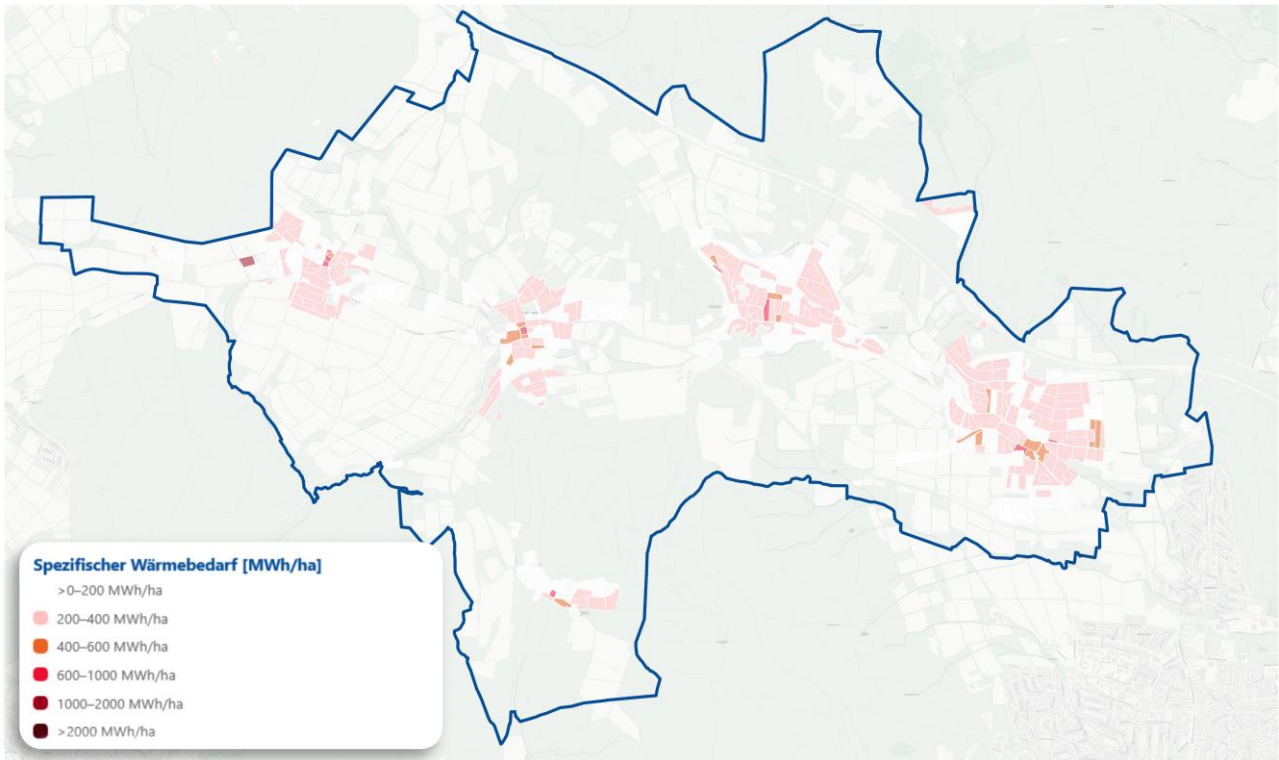 Spezifischer Wärmebedarf [MWh/ha]
>0–200 MWh/ha
200–400 MWh/ha
400–600 MWh/ha
600–1000 MWh/ha
1000–2000 MWh/ha
>2000 MWh/ha